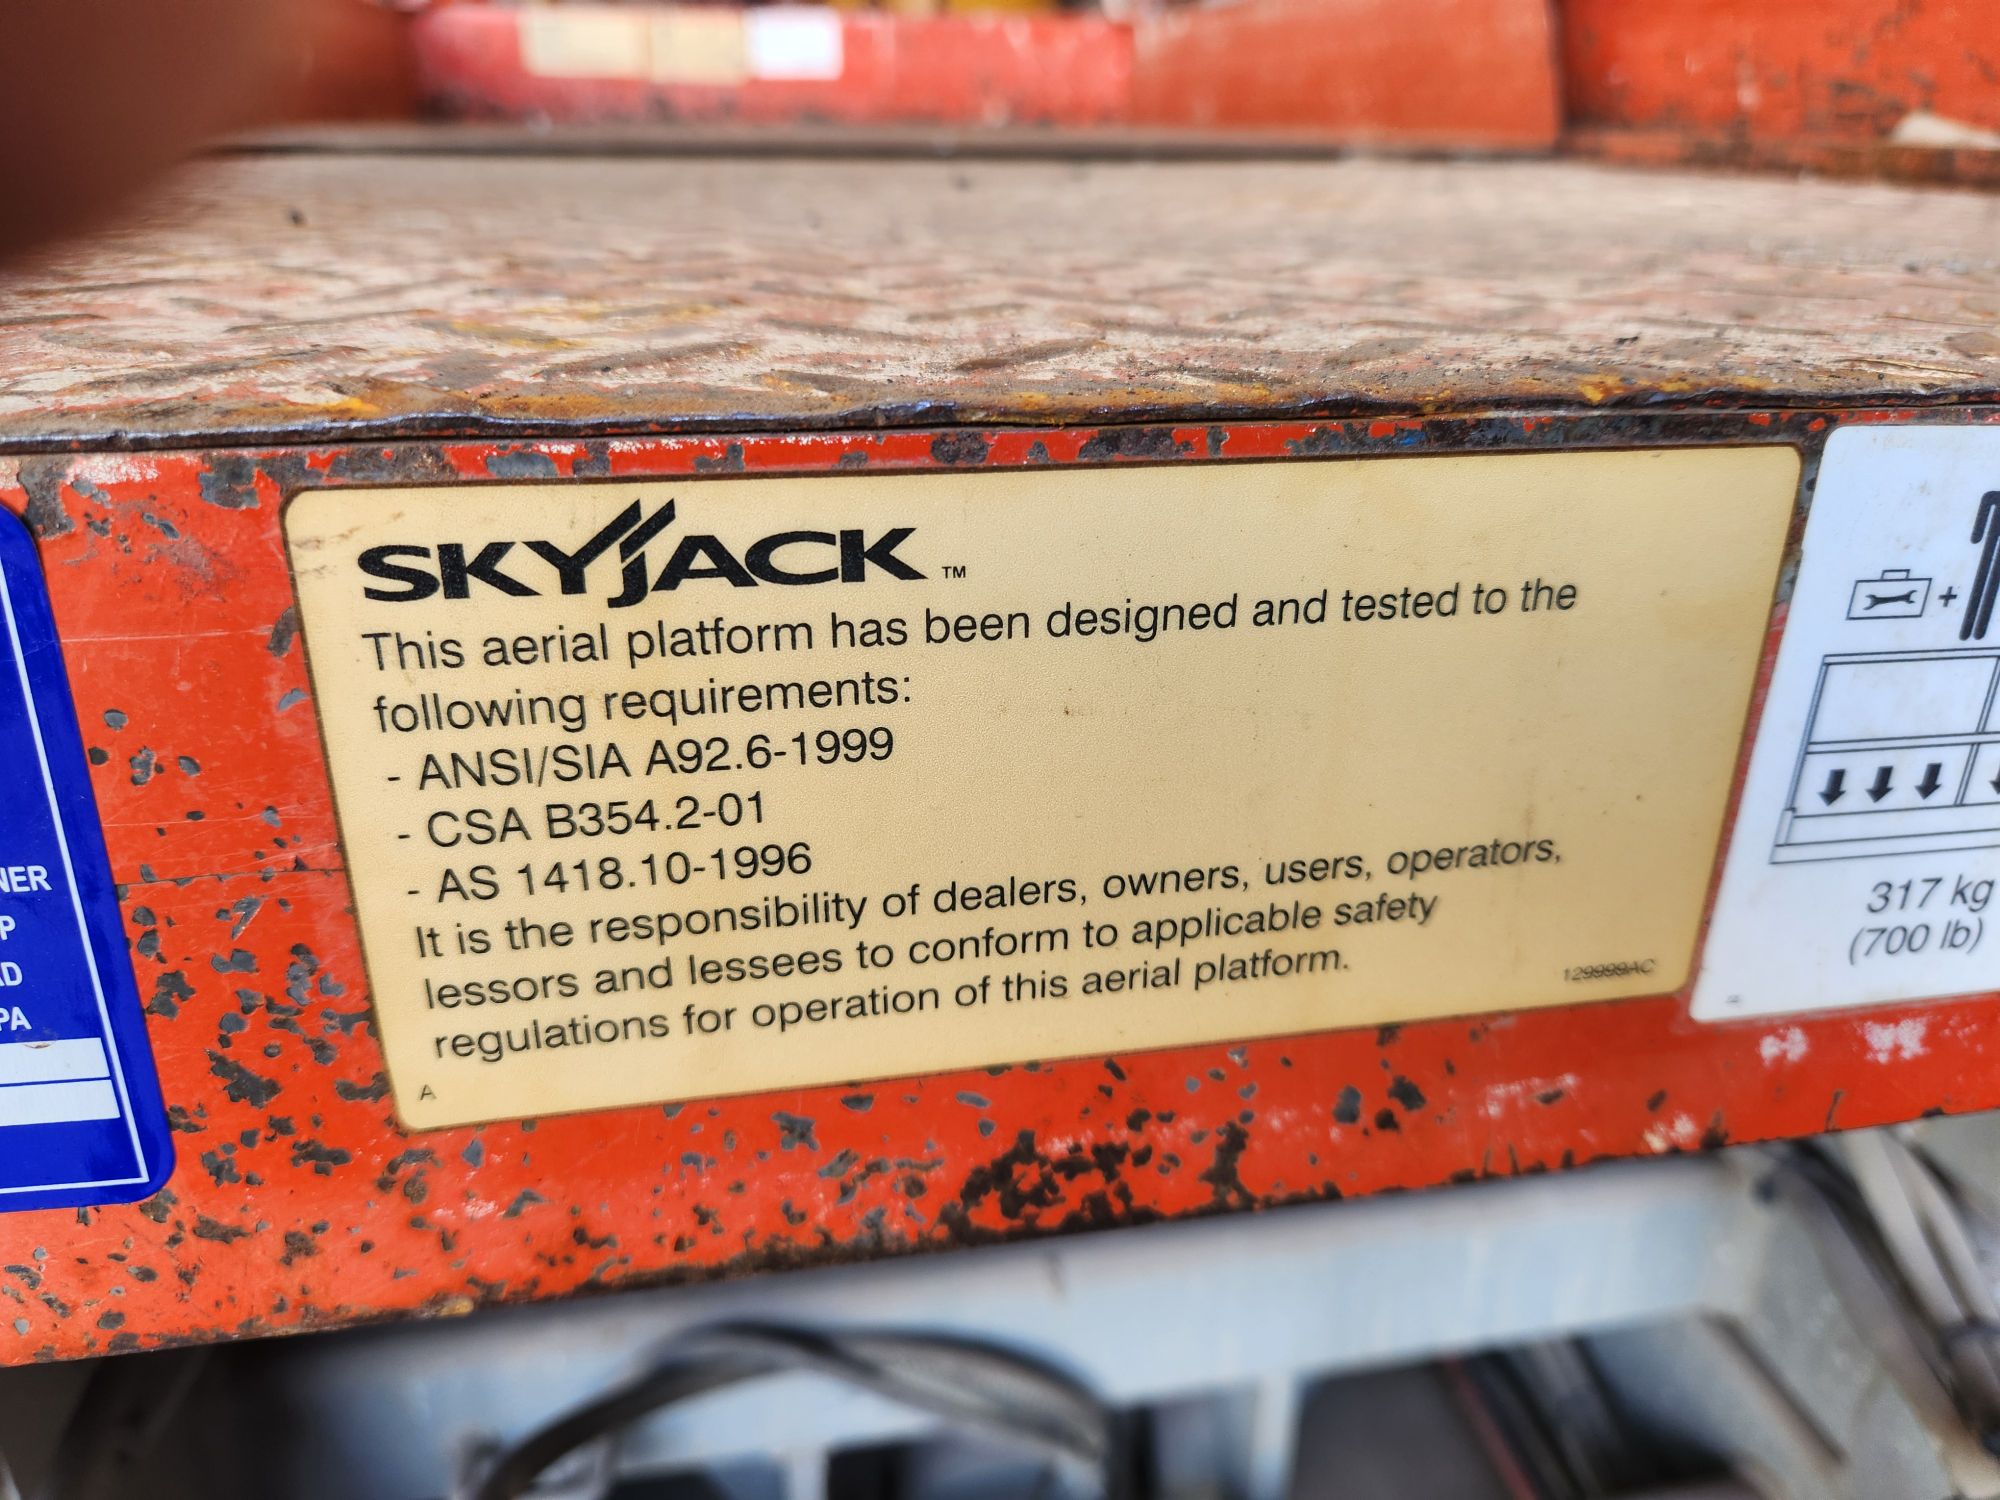 SKYJACK™
This aerial platform has been designed and tested to the
following requirements:
- ANSI/SIA A92.6-1999
- CSA B354.2-01
- AS 1418.10-1996
It is the responsibility of dealers, owners, users, operators,
lessors and lessees to conform to applicable safety
regulations for operation of this aerial platform.
129999AC
A
+
317 kg
(700 lb)